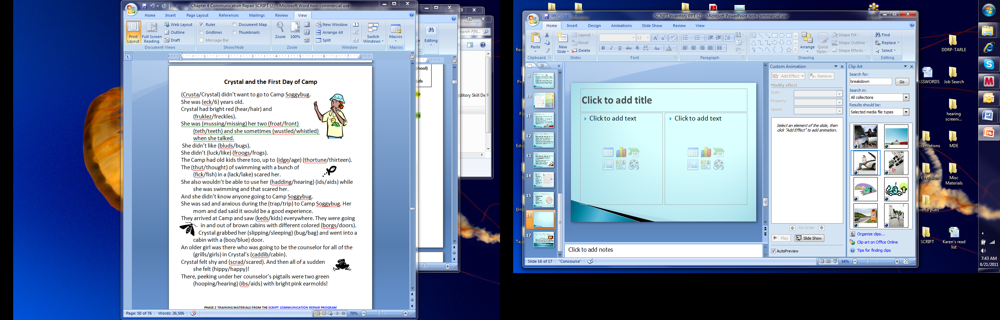 Chapter 4 Communication Repair SCRIPT (2) - Microsoft Word non-commercial use
Home Insert Page Layout References Mailings Review View
Print Layout
Full Screen Reading
Web Layout
Outline
Draft
Document Views
Ruler
Gridlines
Message Bar
Document Map
Thumbnails
Show/Hide
Zoom
100%
Zoom
New Window
Arrange All
Split
Window
Switch Windows
Macros
Macros
Editing
1 2 3 4 5 6 7
Crystal and the First Day of Camp
(Crusta/Crystal) didn't want to go to Camp Soggybug.
She was (eck/6) years old.
Crystal had bright red (hear/hair) and
(fruklez/freckles).
She was (mussing/missing) her two (froat/front)
(teth/teeth) and she sometimes (wustled/whistled)
when she talked.
She didn't like (bluds/bugs).
She didn't (luck/like) (froogs/frogs).
The Camp had old kids there too, up to (idge/age) (thortune/thirteen).
The (thut/thought) of swimming with a bunch of
(fick/fish) in a (lack/lake) scared her.
She also wouldn't be able to use her (hadding/hearing) (ids/aids) while
she was swimming and that scared her.
And she didn't know anyone going to Camp Soggybug.
She was sad and anxious during the (trap/trip) to Camp Soggybug. Her
mom and dad said it would be a good experience.
They arrived at Camp and saw (keds/kids) everywhere. They were going
in and out of brown cabins with different colored (borgs/doors).
Crystal grabbed her (slipping/sleeping) (bug/bag) and went into a
cabin with a (boo/blue) door.
An older girl was there who was going to be the counselor for all of the
(grills/girls) in Crystal's (caddib/cabin).
Crystal felt shy and (scrad/scared). And then all of a sudden
she felt (hippy/happy)!
There, peeking under her counselor's pigtails were two green
(hooping/hearing) (ibs/aids) with bright pink earmolds!
PHASE 2 TRAINING MATERIALS FROM THE SCRIPT COMMUNICATION REPAIR PROGRAM
Page: 50 of 76 Words: 26,506
70%
earch FIN...
hool)
ds
ditory Skill De
SCRIPT Inventory PPT (2) - Microsoft PowerPoint non-commercial use
Home Insert Design Animations Slide Show Review View
Paste
Clipboard
New Slide
Layout
Reset
Delete
Slides
12
Font
Paragraph
Arrange
Quick Styles
Shape Fill
Shape Outline
Shape Effects
Drawing
Find
Replace
Select
Editing
9
10
11
12
13
14
15
16
17
Click to add title
Click to add text
Click to add text
Click to add notes
Slide 16 of 17 "Concourse"
54%
Custom Animation
Add Effect
Remove
Modify effect
Start:
Property:
Speed:
Select an element of the slide, then
click "Add Effect" to add animation.
Re-Order
Play
Slide Show
AutoPreview
Clip Art
Search for:
breakdown
Go
Search in:
All collections
Results should be:
Selected media file types
Organize clips...
Clip art on Office Online
Tips for finding clips
DDRP-TARLE
ASSWORDS
Job Search
hearing
screeni...
esentations
MDE
FE revision
Misc
Materials
aren's pubs
SCRIPT
Karen's read
list
7:43 AM
8/21/2011